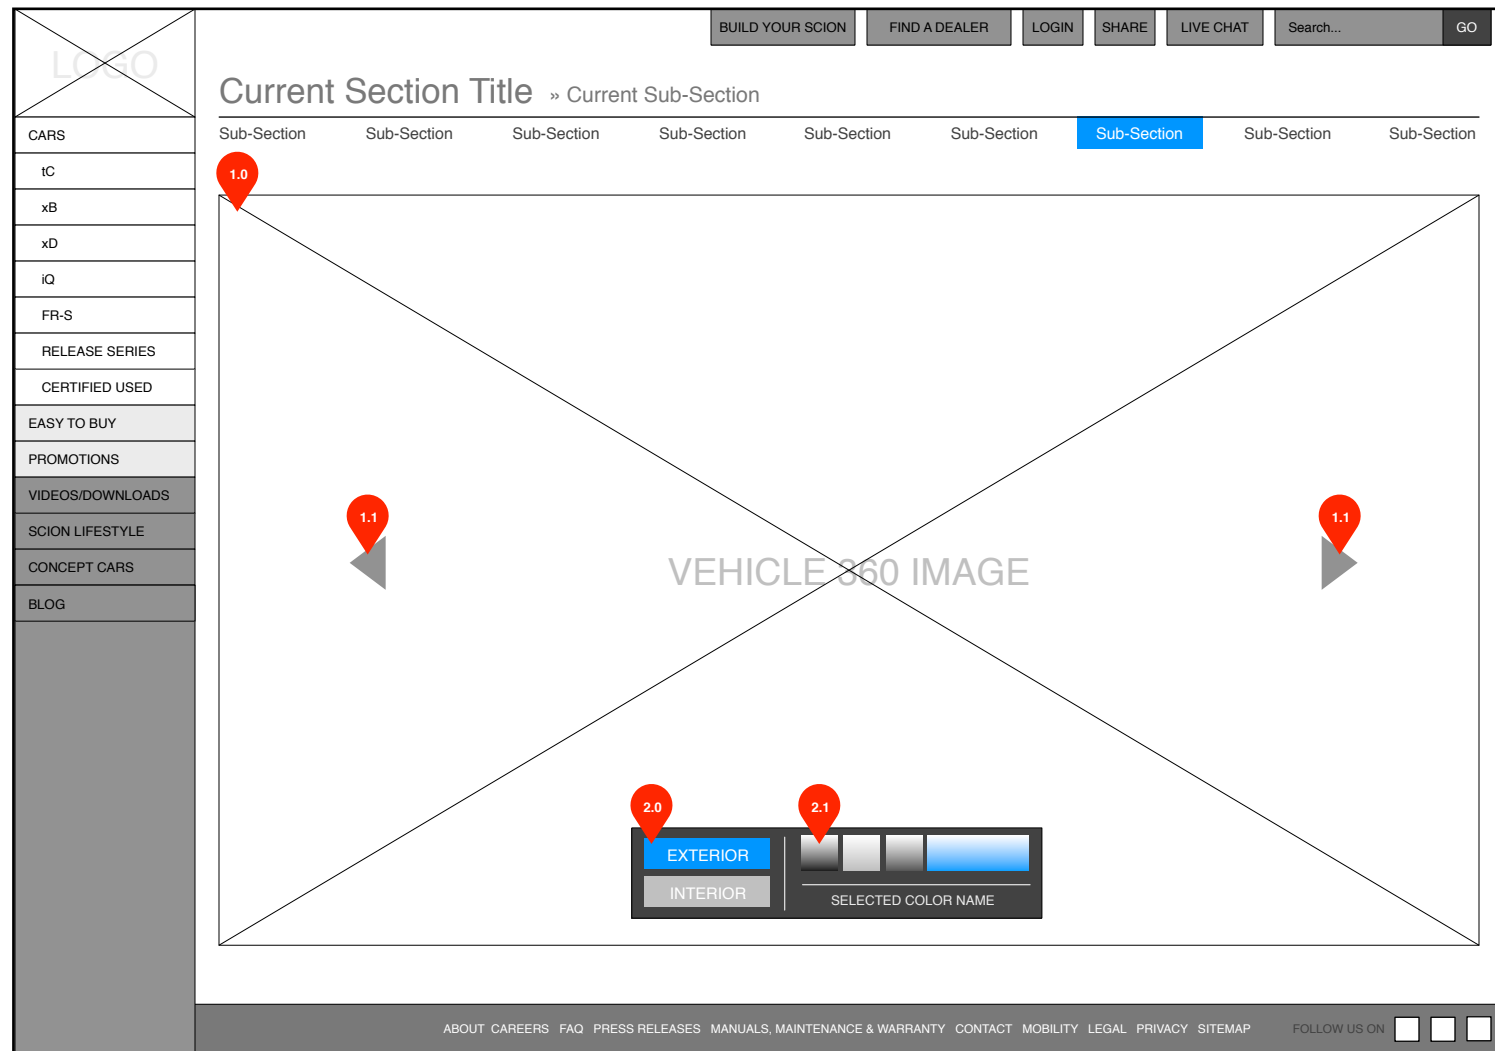 LOGO
BUILD YOUR SCION FIND A DEALER LOGIN SHARE LIVE CHAT Search... GO
Current Section Title » Current Sub-Section
Sub-Section Sub-Section Sub-Section Sub-Section Sub-Section Sub-Section Sub-Section Sub-Section Sub-Section
CARS
tC
xB
xD
iQ
FR-S
RELEASE SERIES
CERTIFIED USED
EASY TO BUY
PROMOTIONS
VIDEOS/DOWNLOADS
SCION LIFESTYLE
CONCEPT CARS
BLOG
1.0
1.1
1.1
VEHICLE 360 IMAGE
2.0
2.1
EXTERIOR
INTERIOR
SELECTED COLOR NAME
ABOUT CAREERS FAQ PRESS RELEASES MANUALS, MAINTENANCE & WARRANTY CONTACT MOBILITY LEGAL PRIVACY SITEMAP FOLLOW US ON